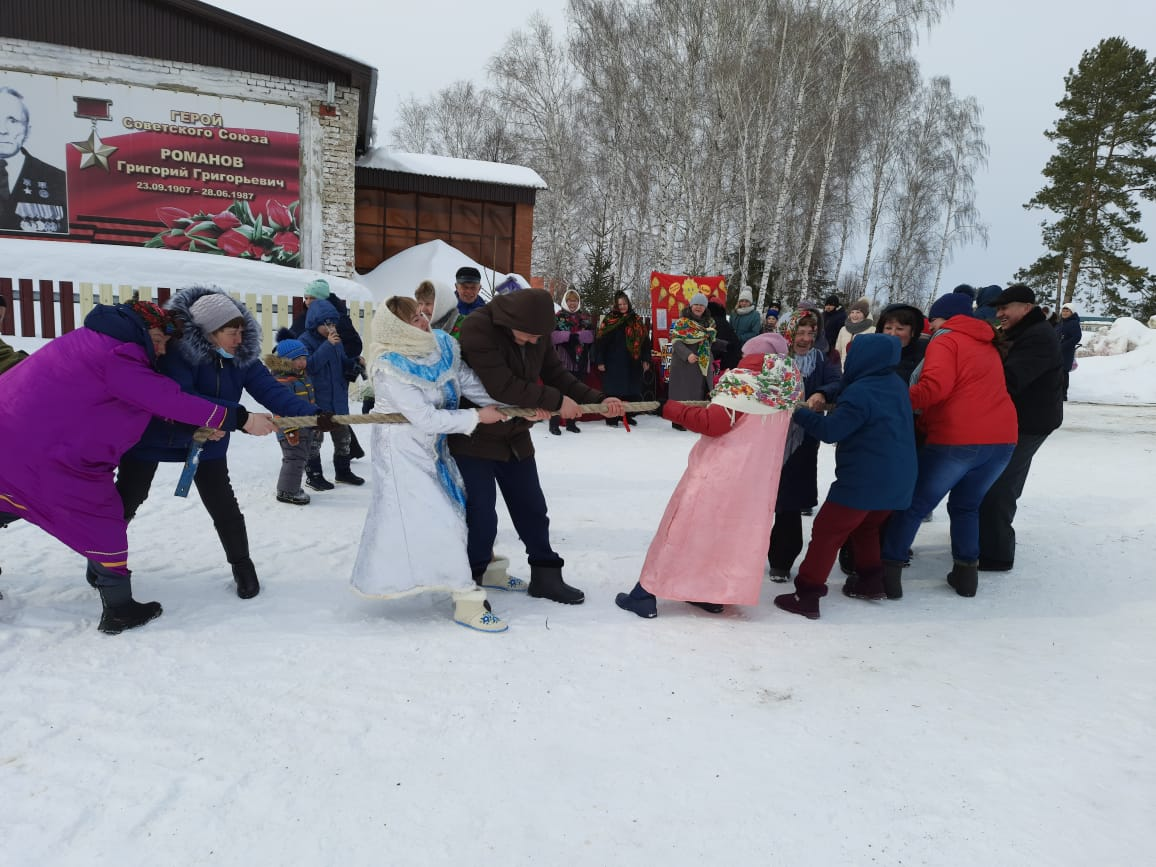 ГЕРОЙ
Советского Союза
РОМАНОВ
Григорий Григорьевич
23.09.1907 - 28.06.1987